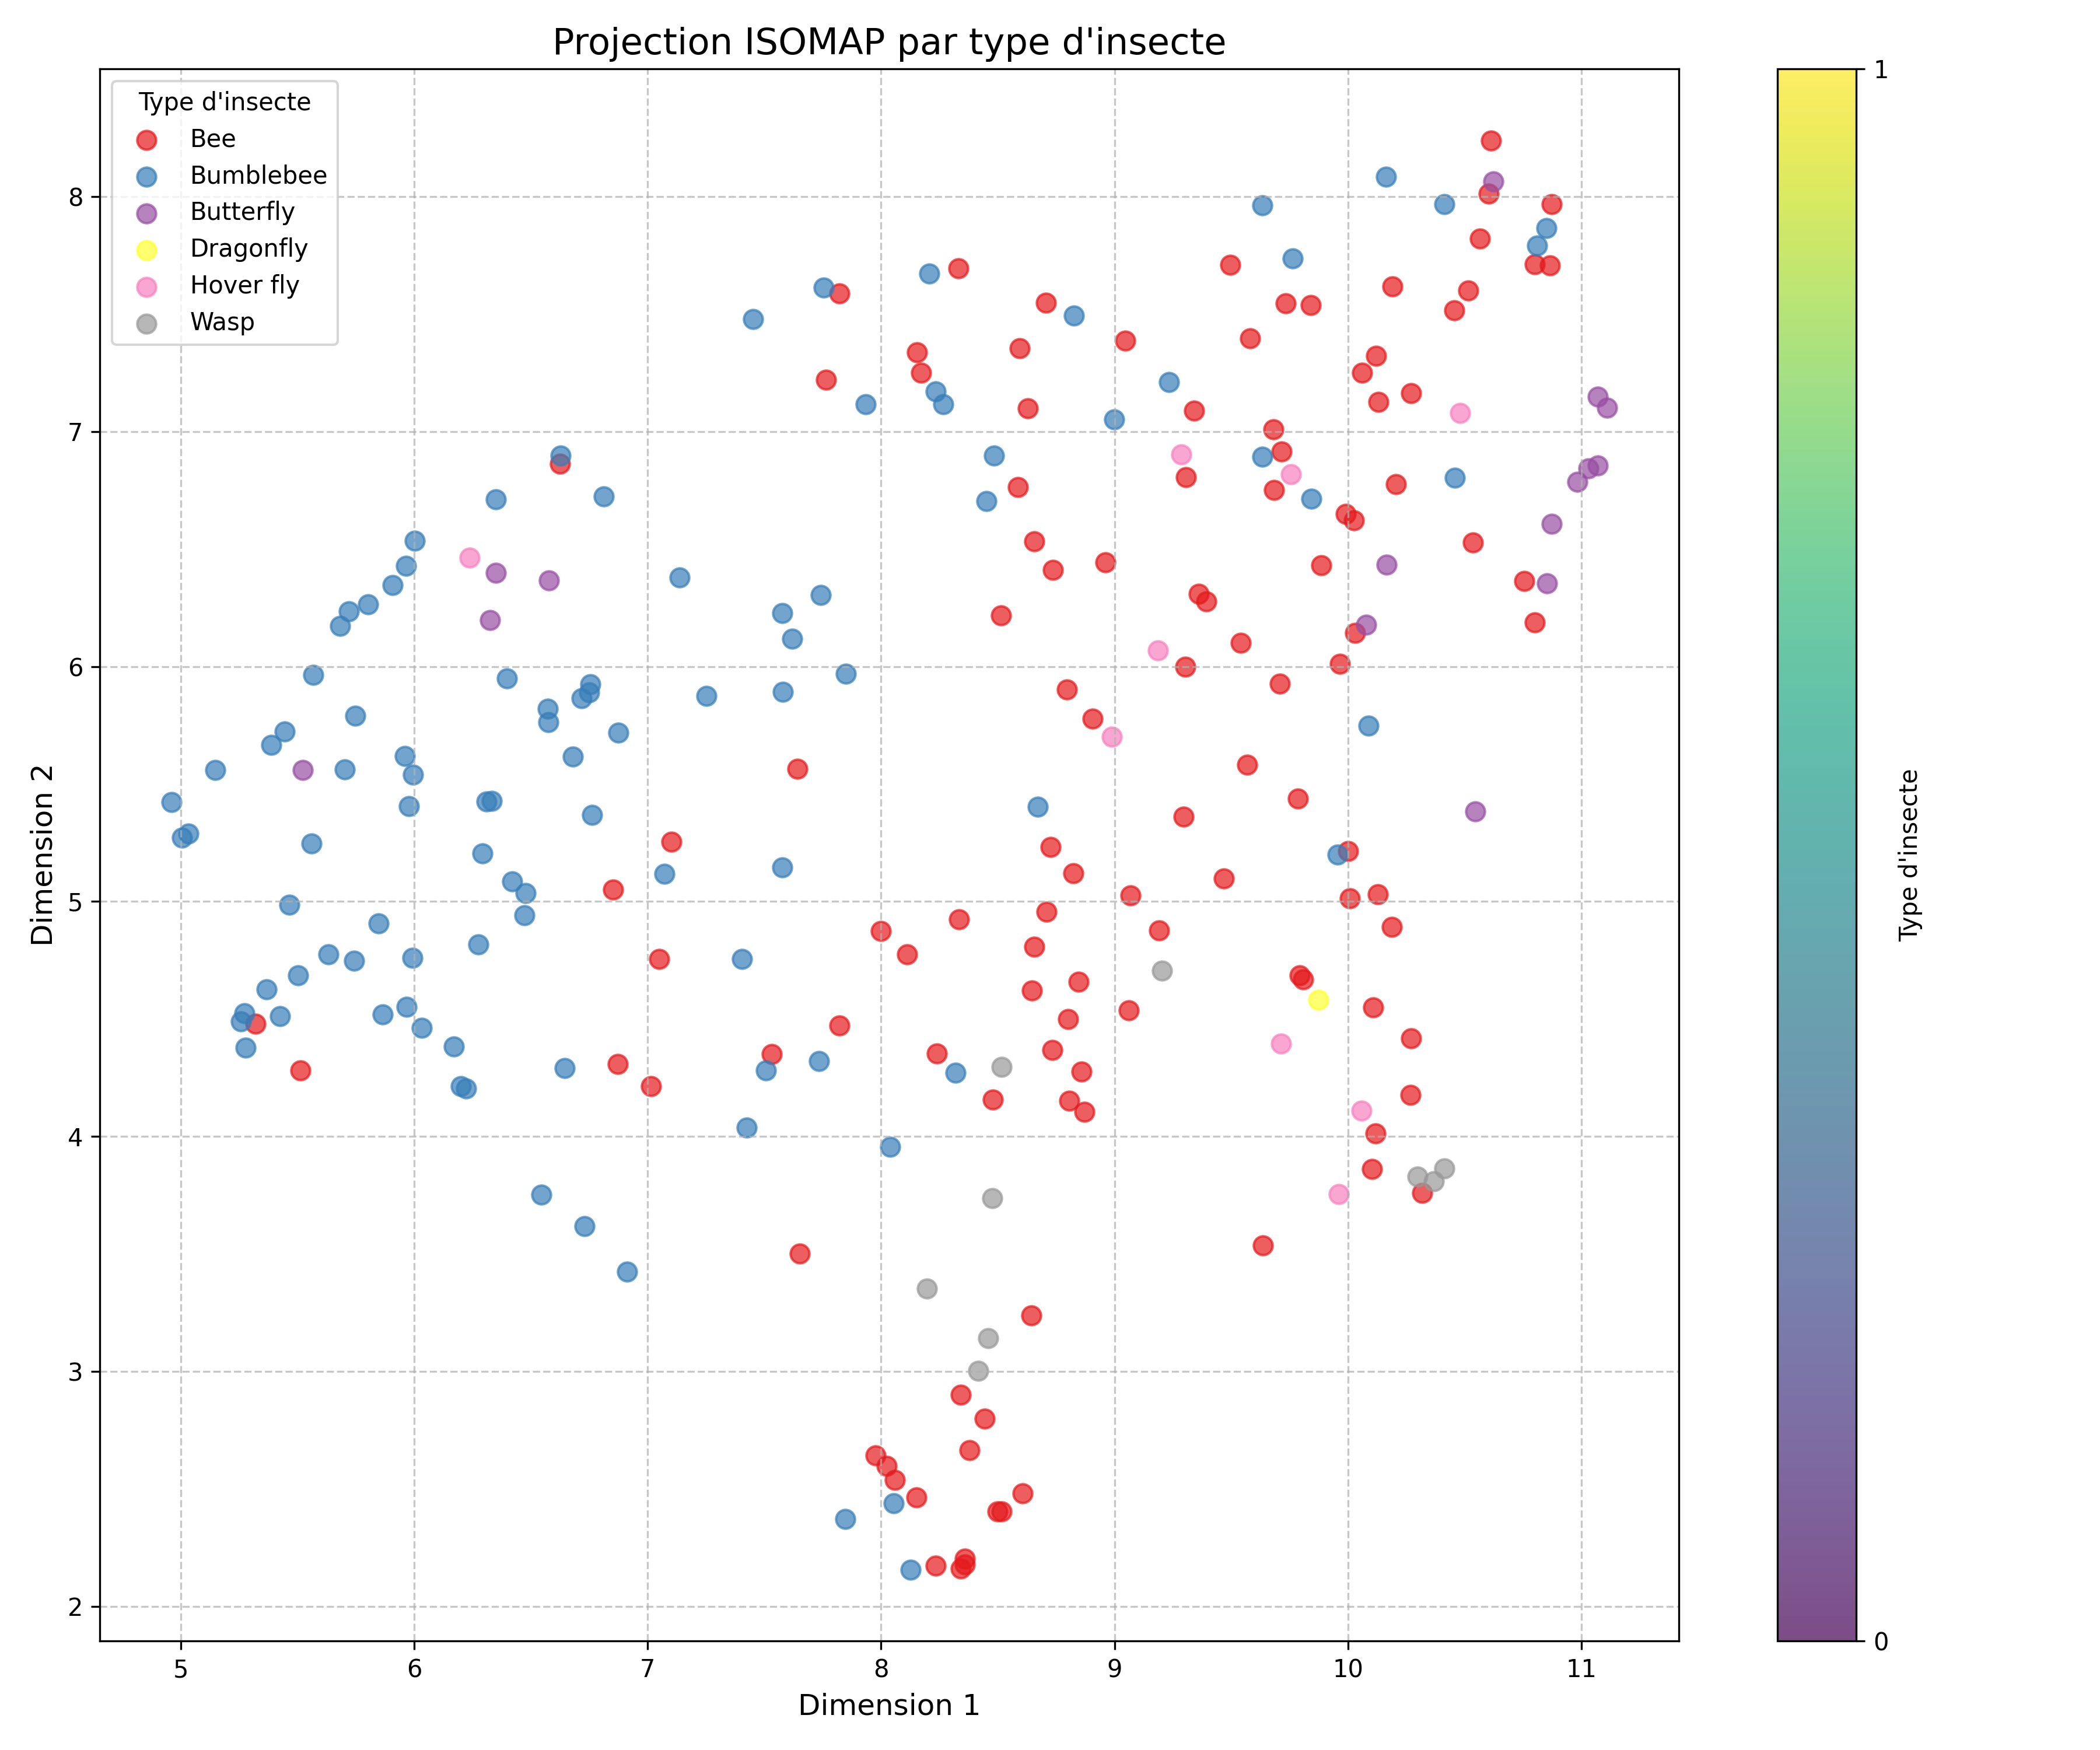 Projection ISOMAP par type d'insecte
Type d'insecte
Bee
Bumblebee
Butterfly
Dragonfly
Hover fly
Wasp
8
7
6
5
4
3
2
Dimension 2
5 6 7 8 9 10 11
Dimension 1
1
0
Type d'insecte